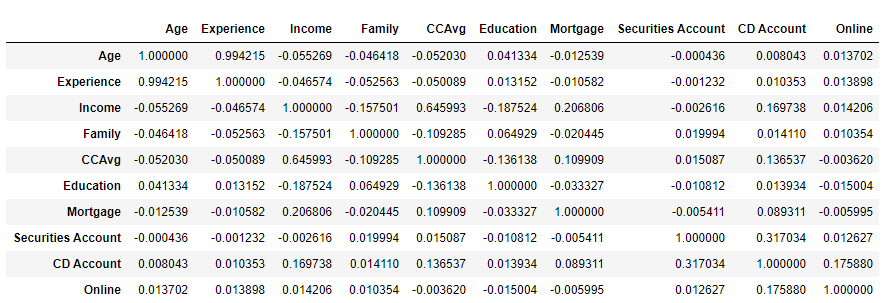 Age Experience Income Family CCAvg Education Mortgage Securities Account CD Account Online
Age 1.000000 0.994215 -0.055269 -0.046418 -0.052030 0.041334 -0.012539 -0.000436 0.008043 0.013702
Experience 0.994215 1.000000 -0.046574 -0.052563 -0.050089 0.013152 -0.010582 -0.001232 0.010353 0.013898
Income -0.055269 -0.046574 1.000000 -0.157501 0.645993 -0.187524 0.206806 -0.002616 0.169738 0.014206
Family -0.046418 -0.052563 -0.157501 1.000000 -0.109285 0.064929 -0.020445 0.019994 0.014110 0.010354
CCAvg -0.052030 -0.050089 0.645993 -0.109285 1.000000 -0.136138 0.109909 0.015087 0.136537 -0.003620
Education 0.041334 0.013152 -0.187524 0.064929 -0.136138 1.000000 -0.033327 -0.010812 0.013934 -0.015004
Mortgage -0.012539 -0.010582 0.206806 -0.020445 0.109909 -0.033327 1.000000 -0.005411 0.089311 -0.005995
Securities Account -0.000436 -0.001232 -0.002616 0.019994 0.015087 -0.010812 -0.005411 1.000000 0.317034 0.012627
CD Account 0.008043 0.010353 0.169738 0.014110 0.136537 0.013934 0.089311 0.317034 1.000000 0.175880
Online 0.013702 0.013898 0.014206 0.010354 -0.003620 -0.015004 -0.005995 0.012627 0.175880 1.000000